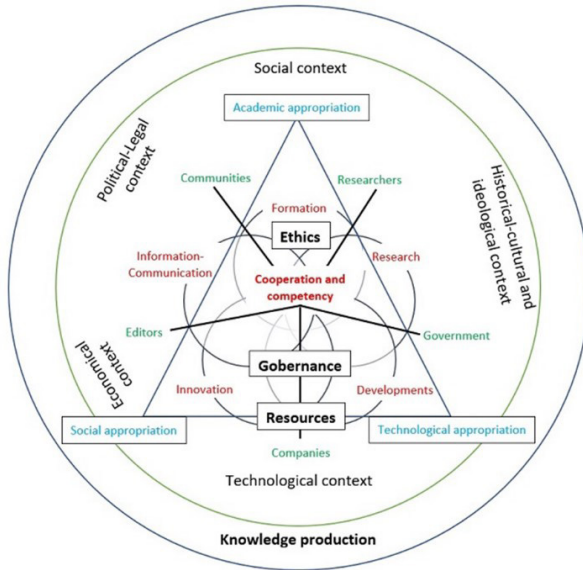 Social context
Academic appropriation
Political-Legal
context
Historical-cultural and
ideological context
Communities
Researchers
Formation
Ethics
Information-
Communication
Research
Cooperation and
competency
Editors
Government
Economical
context
Gobernance
Innovation
Developments
Resources
Social appropriation
Technological appropriation
Companies
Technological context
Knowledge production